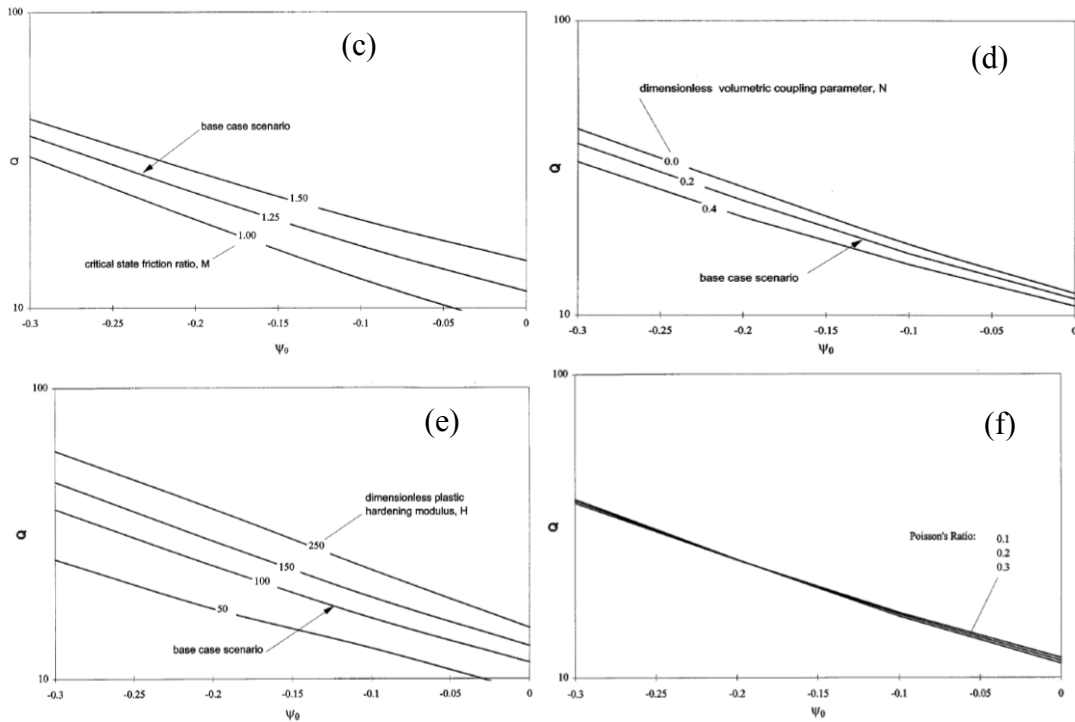 100
(c)
base case scenario
Q
1.50
1.25
1.00
critical state friction ratio, M
10
-0.3
-0.25
-0.2
-0.15
-0.1
-0.05
0
Ψ₀
100
(d)
dimensionless volumetric coupling parameter, N
Q
0.0
0.2
0.4
base case scenario
10
-0.3
-0.25
-0.2
-0.15
-0.1
-0.05
0
Ψ₀
100
(e)
dimensionless plastic
hardening modulus, H
Q
250
150
100
50
base case scenario
10
-0.3
-0.25
-0.2
-0.15
-0.1
-0.05
0
Ψ₀
100
(f)
Q
Poisson's Ratio:
0.1
0.2
0.3
10
-0.3
-0.25
-0.2
-0.15
-0.1
-0.05
0
Ψ₀